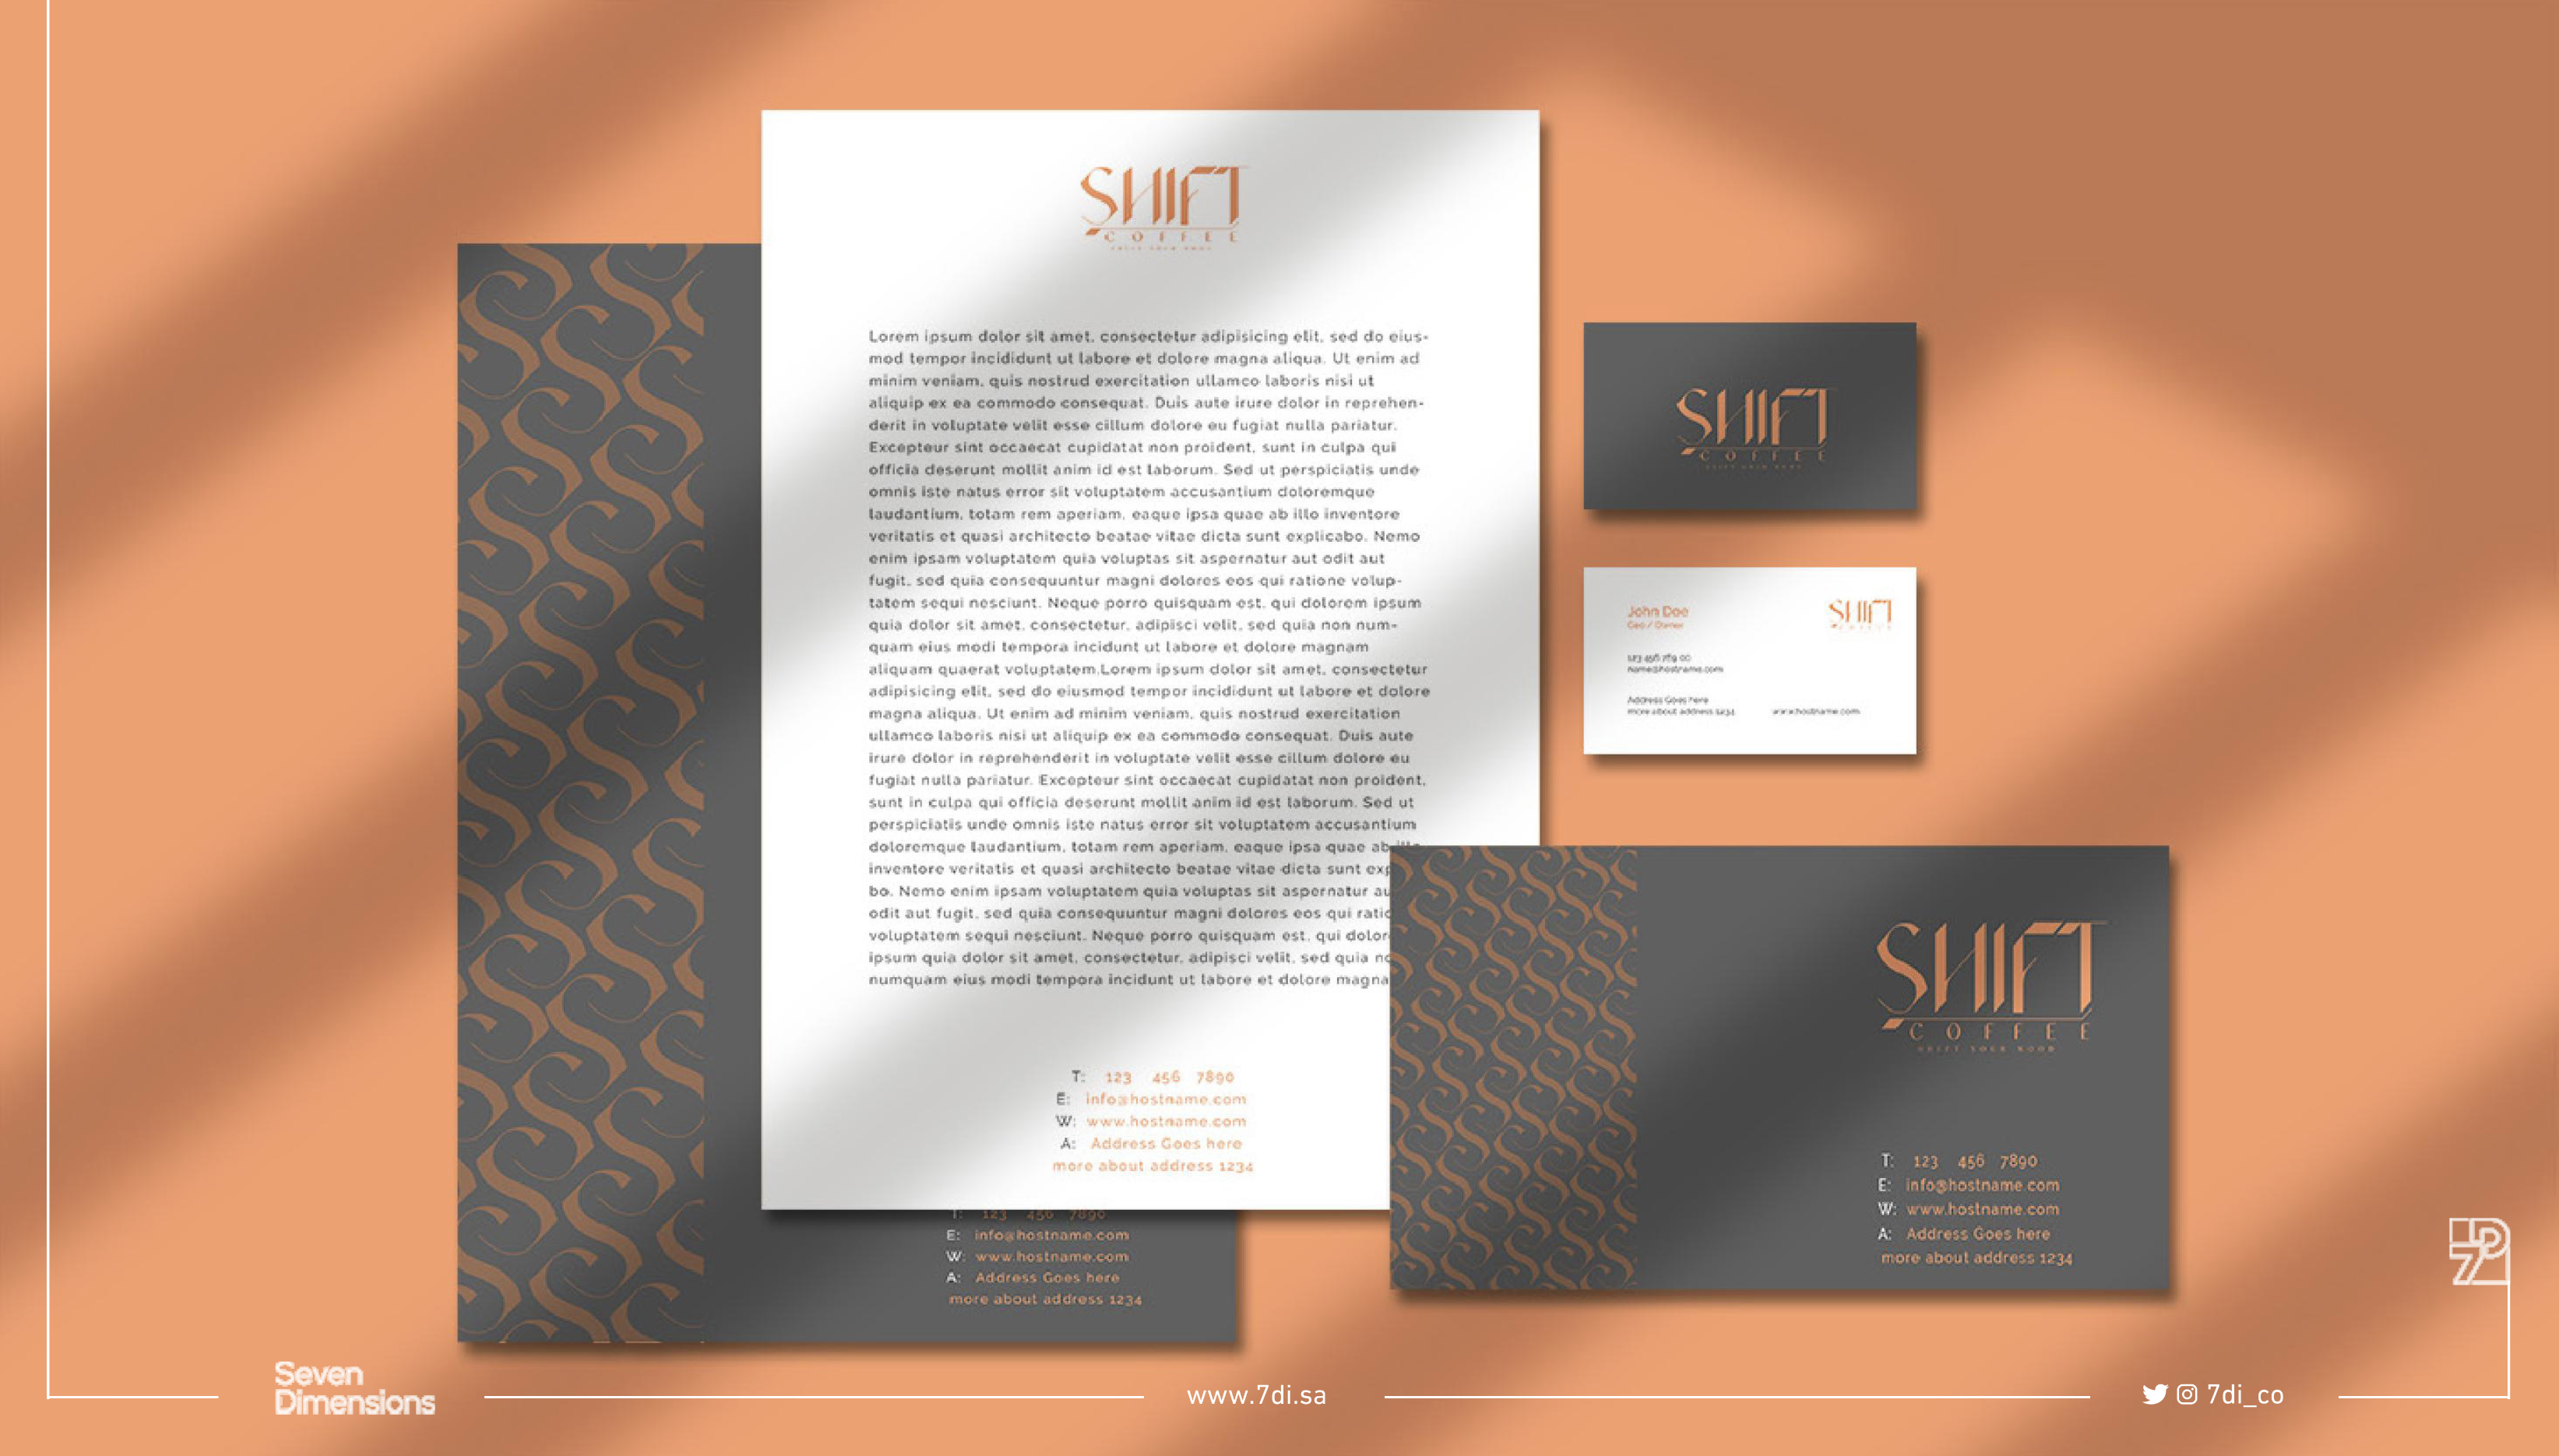 SHIFT
COFFEE
Lorem ipsum dolor sit amet, consectetur adipisicing elit, sed do eius-
mod tempor incididunt ut labore et dolore magna aliqua. Ut enim ad
minim veniam, quis nostrud exercitation ullamco laboris nisi ut
aliquip ex ea commodo consequat. Duis aute irure dolor in reprehen-
derit in voluptate velit esse cillum dolore eu fugiat nulla pariatur.
Excepteur sint occaecat cupidatat non proident, sunt in culpa qui
officia deserunt mollit anim id est laborum. Sed ut perspiciatis unde
omnis iste natus error sit voluptatem accusantium doloremque
laudantium, totam rem aperiam, eaque ipsa quae ab illo inventore
veritatis et quasi architecto beatae vitae dicta sunt explicabo. Nemo
enim ipsam voluptatem quia voluptas sit aspernatur aut odit aut
fugit, sed quia consequuntur magni dolores eos qui ratione volup-
tatem sequi nesciunt. Neque porro quisquam est, qui dolorem ipsum
quia dolor sit amet, consectetur, adipisci velit, sed quia non num-
quam eius modi tempora incidunt ut labore et dolore magnam
aliquam quaerat voluptatem.Lorem ipsum dolor sit amet, consectetur
adipisicing elit, sed do eiusmod tempor incididunt ut labore et dolore
magna aliqua. Ut enim ad minim veniam, quis nostrud exercitation
ullamco laboris nisi ut aliquip ex ea commodo consequat. Duis aute
irure dolor in reprehenderit in voluptate velit esse cillum dolore eu
fugiat nulla pariatur. Excepteur sint occaecat cupidatat non proident,
sunt in culpa qui officia deserunt mollit anim id est laborum. Sed ut
perspiciatis unde omnis iste natus error sit voluptatem accusantium
doloremque laudantium, totam rem aperiam, eaque ipsa quae ab
inventore veritatis et quasi architecto beatae vitae dicta sunt exp
bo. Nemo enim ipsam voluptatem quia voluptas sit aspernatur au
odit aut fugit, sed quia consequuntur magni dolores eos qui ratio
voluptatem sequi nesciunt. Neque porro quisquam est, qui dolor
ipsum quia dolor sit amet, consectetur, adipisci velit, sed quia no
numquam eius modi tempora incidunt ut labore et dolore magna
T: 123 456 7890
E: info@hostname.com
W: www.hostname.com
A: Address Goes here
more about address 1234
T: 123 456 7890
E: info@hostname.com
W: www.hostname.com
A: Address Goes here
more about address 1234
SHIFT
COFFEE
John Doe
Ceo / Owner
SHIFT
COFFEE
123 456 789 00
name@hostname.com
Address Goes here
more about address 1234
www.hostname.com
SHIFT
COFFEE
SHIFT YOUR MOOD
T: 123 456 7890
E: info@hostname.com
W: www.hostname.com
A: Address Goes here
more about address 1234
Seven
Dimensions
www.7di.sa
7di_co